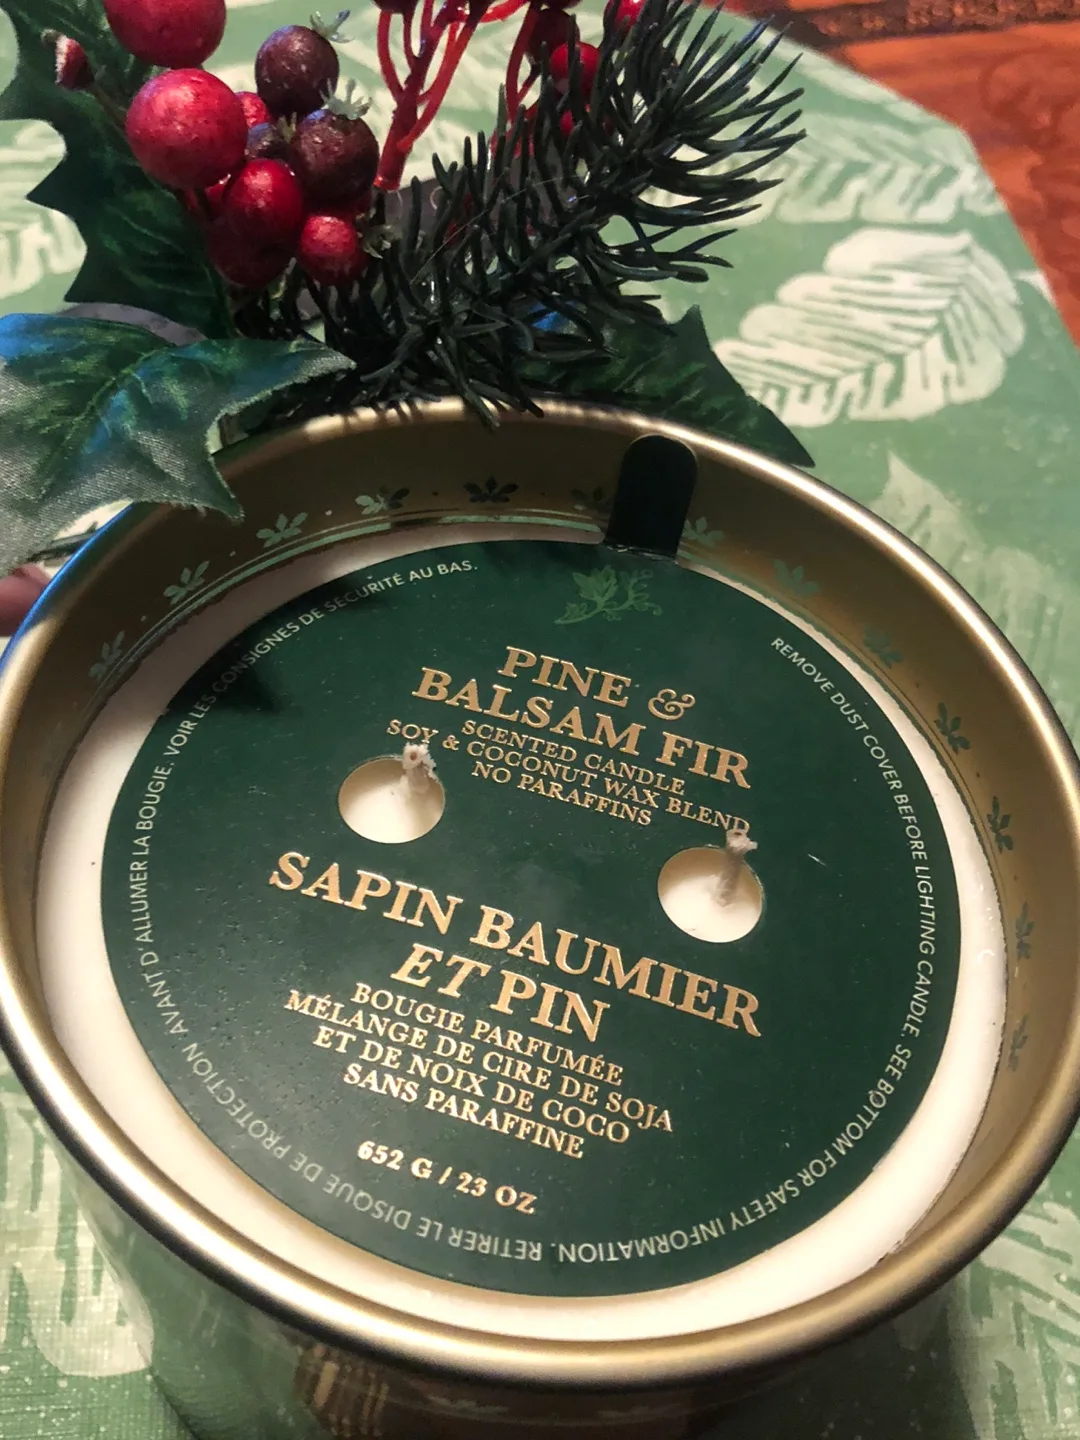 PINE &
BALSAM FIR
SCENTED CANDLE
SOY & COCONUT WAX BLEND
NO PARAFFINS
SAPIN BAUMIER
ET PIN
BOUGIE PARFUMÉE
MÉLANGE DE CIRE DE SOJA
ET DE NOIX DE COCO
SANS PARAFFINE
652 G / 23 OZ
REMOVE DUST COVER BEFORE LIGHTING CANDLE. SEE BOTTOM FOR SAFETY INFORMATION. RETIRER LE DISQUE DE PROTECTION AVANT D'ALLUMER LA BOUGIE. VOIR LES CONSIGNES DE SÉCURITÉ AU BAS.